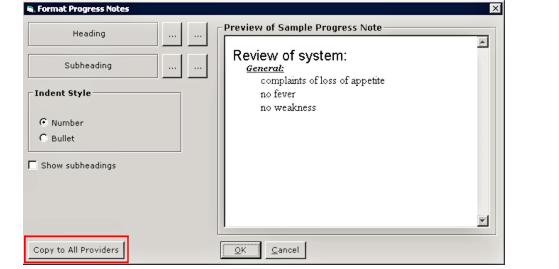 Format Progress Notes
Heading ... ...
Subheading ... ...
Indent Style
Number
Bullet
Show subheadings
Copy to All Providers
Preview of Sample Progress Note
Review of system:
General:
complaints of loss of appetite
no fever
no weakness
OK Cancel